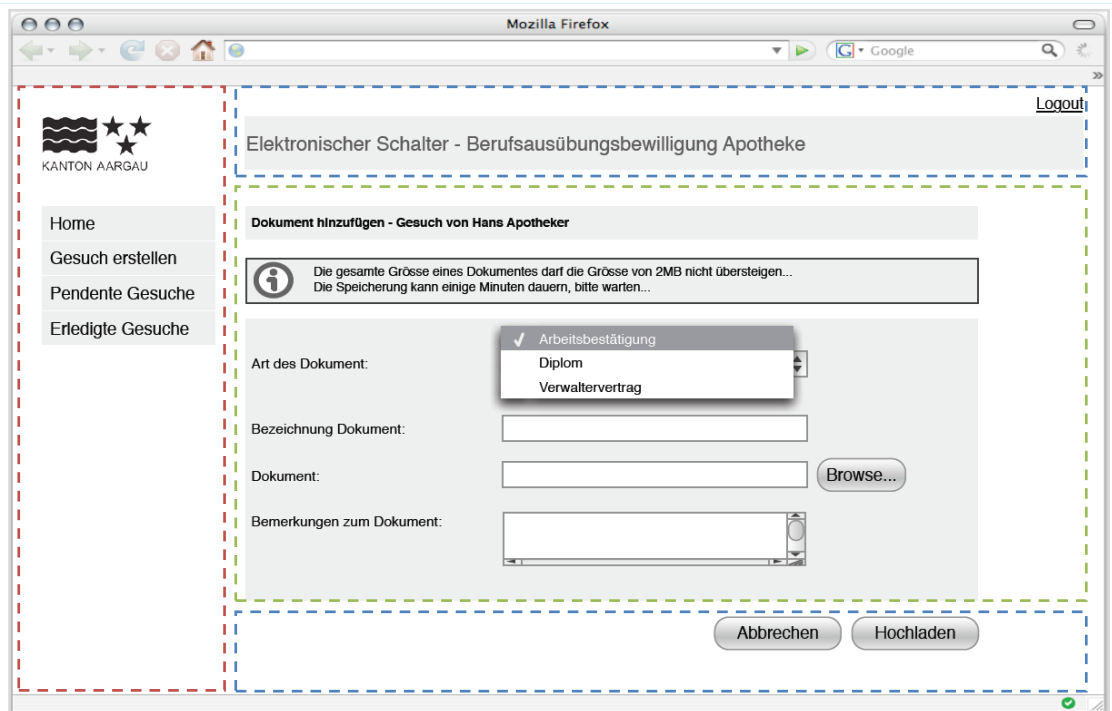 Mozilla Firefox
Google
Logout
KANTON AARGAU
Elektronischer Schalter - Berufsausübungsbewilligung Apotheke
Home
Gesuch erstellen
Pendente Gesuche
Erledigte Gesuche
Dokument hinzufügen - Gesuch von Hans Apotheker
Die gesamte Grösse eines Dokumentes darf die Grösse von 2MB nicht übersteigen...
Die Speicherung kann einige Minuten dauern, bitte warten...
Art des Dokument:
Arbeitsbestätigung
Diplom
Verwaltervertrag
Bezeichnung Dokument:
Dokument:
Browse...
Bemerkungen zum Dokument:
Abbrechen
Hochladen